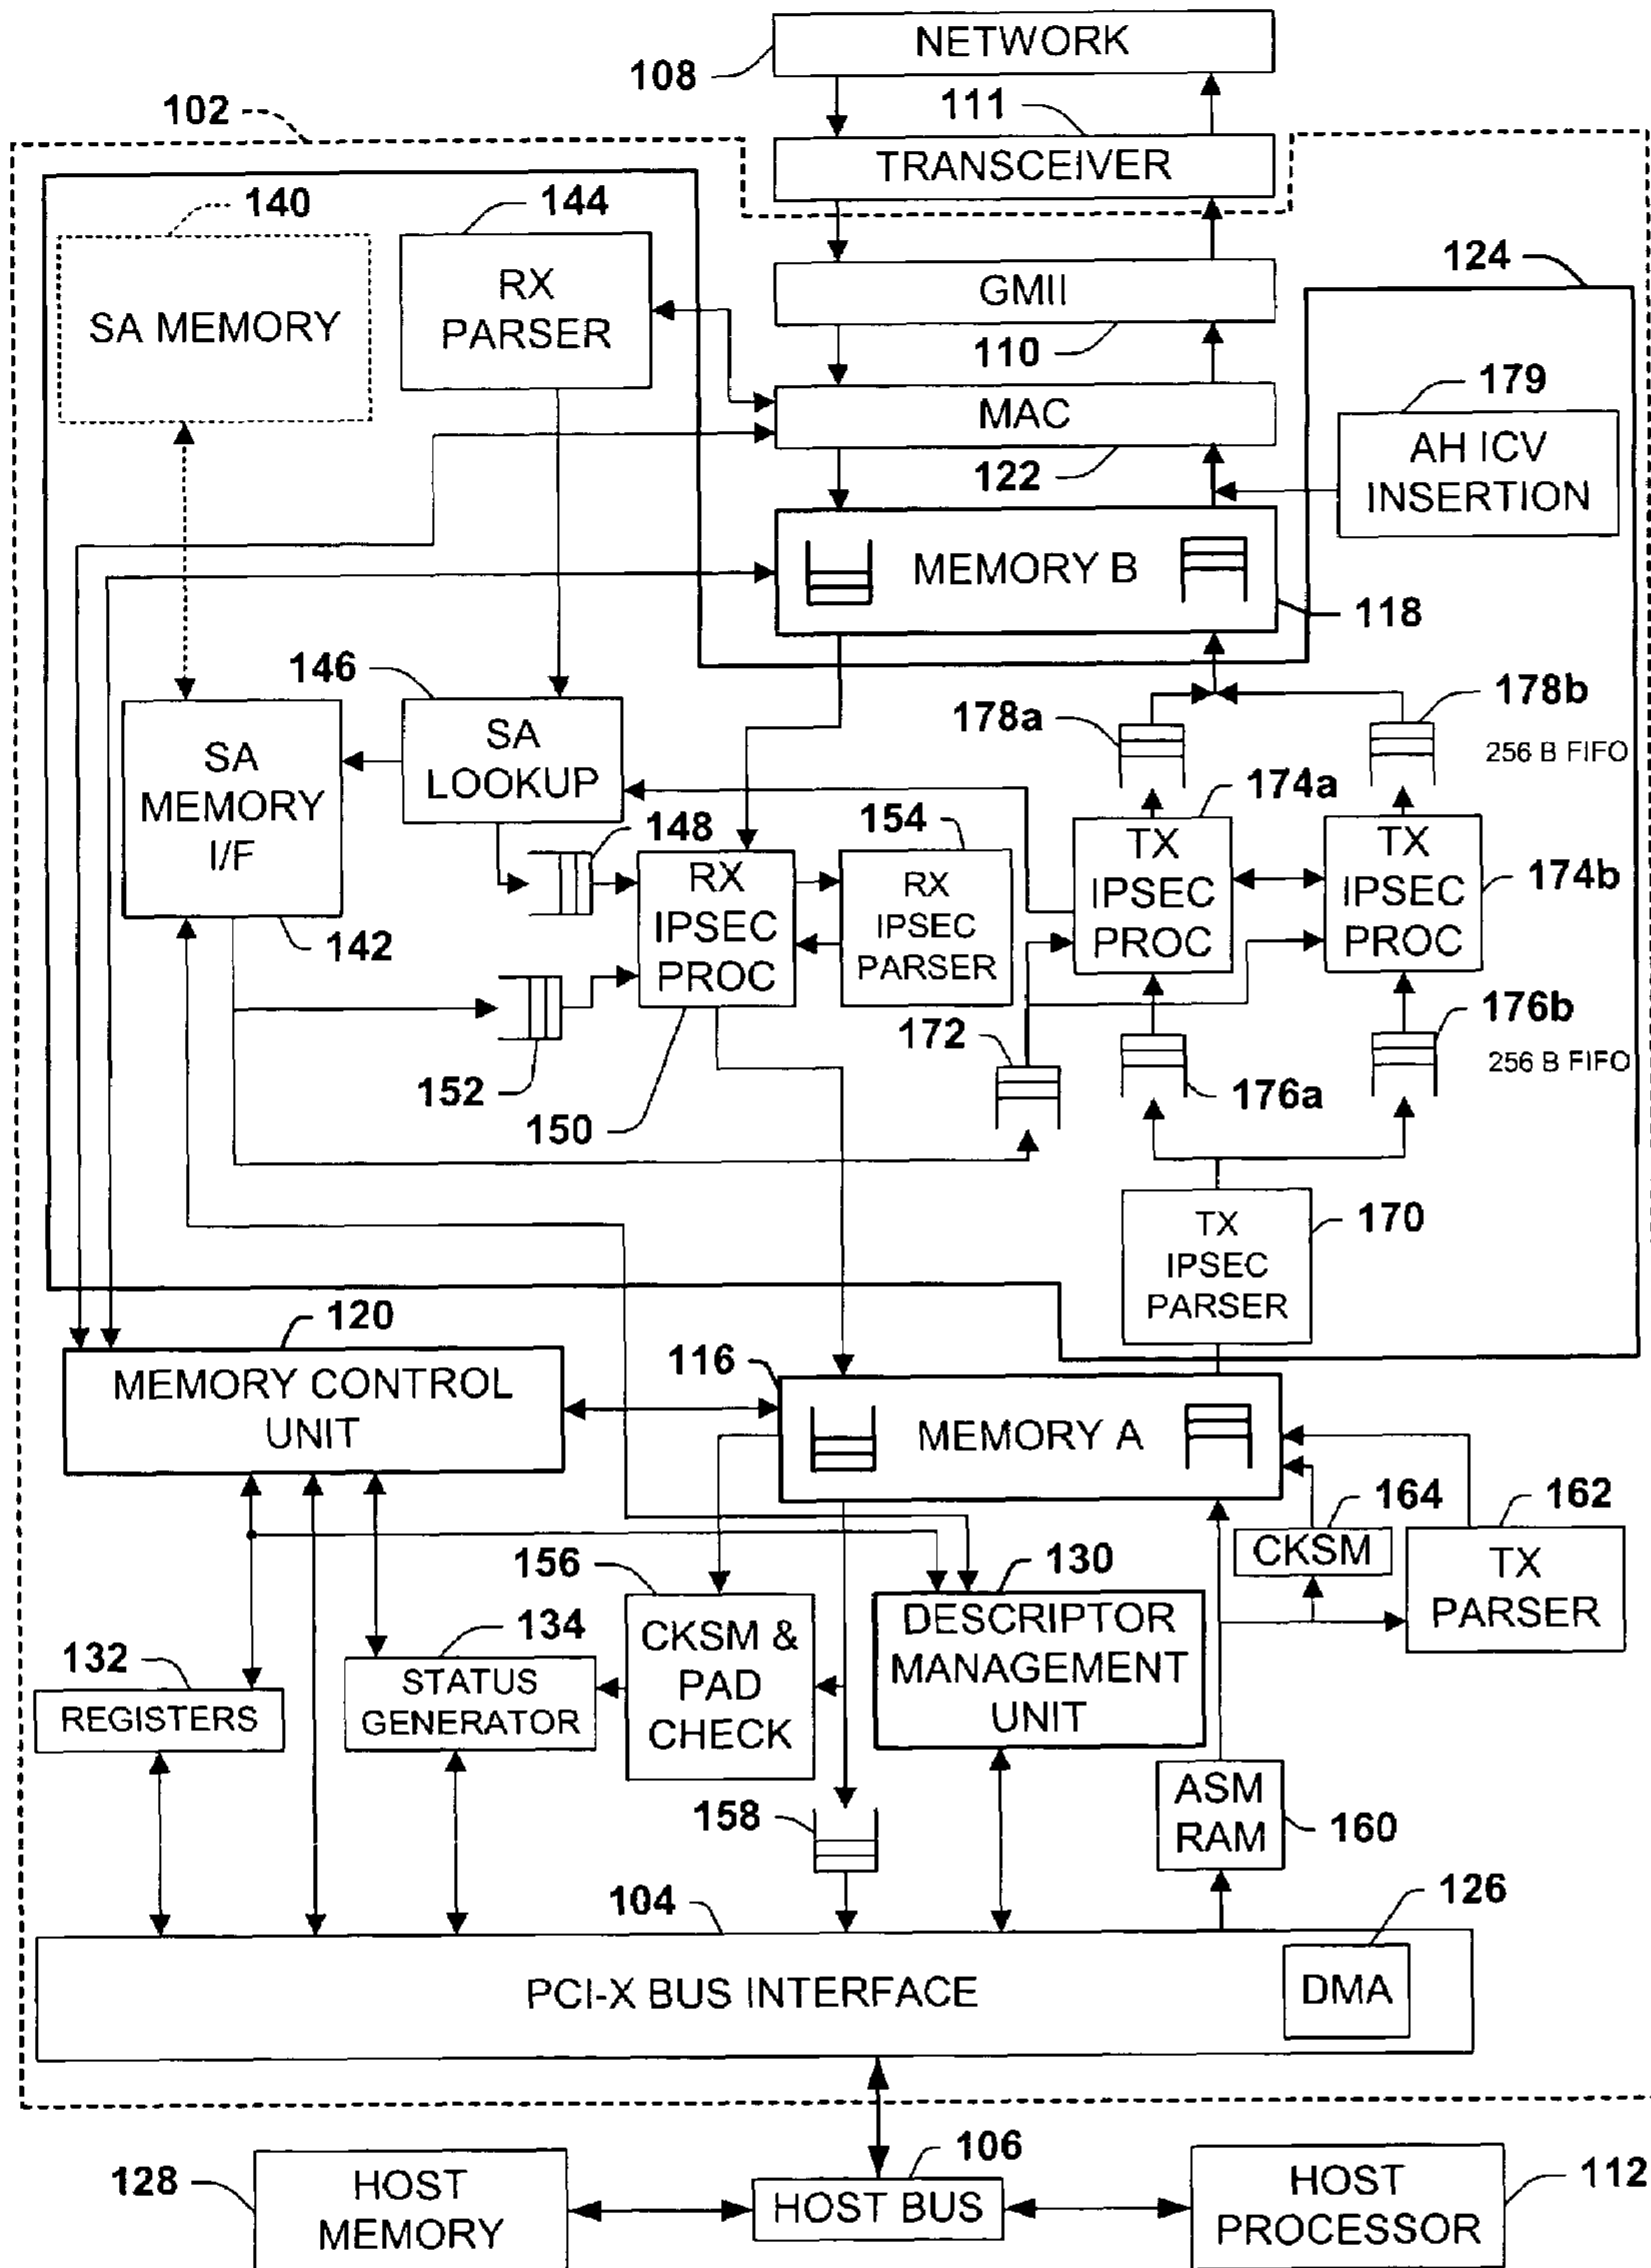 NETWORK
108
111
102
TRANSCEIVER
140
144
124
SA MEMORY
RX
PARSER
GMII
110
179
MAC
AH ICV
INSERTION
122
MEMORY B
118
146
178a
178b
256 B FIFO
SA
MEMORY
I/F
SA
LOOKUP
148
154
174a
TX
IPSEC
PROC
TX
IPSEC
PROC
174b
RX
IPSEC
PROC
RX
IPSEC
PARSER
142
172
176b
256 B FIFO
152
150
176a
TX
IPSEC
PARSER
170
120
116
MEMORY CONTROL
UNIT
MEMORY A
164
162
CKSM
TX
PARSER
156
130
134
CKSM &
PAD
CHECK
DESCRIPTOR
MANAGEMENT
UNIT
132
STATUS
GENERATOR
REGISTERS
158
ASM
RAM
160
104
126
PCI-X BUS INTERFACE
DMA
106
128
HOST
MEMORY
HOST BUS
HOST
PROCESSOR
112